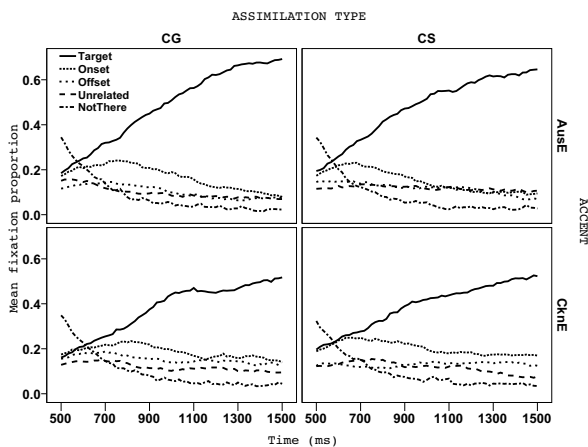 ASSIMILATION TYPE
CG CS
Target
Onset
Offset
Unrelated
NotThere
0.6
0.4
0.2
0.0
AusE
Mean fixation proportion
ACCENT
0.6
0.4
0.2
0.0
CknE
500 700 900 1100 1300 1500 500 700 900 1100 1300 1500
Time (ms)